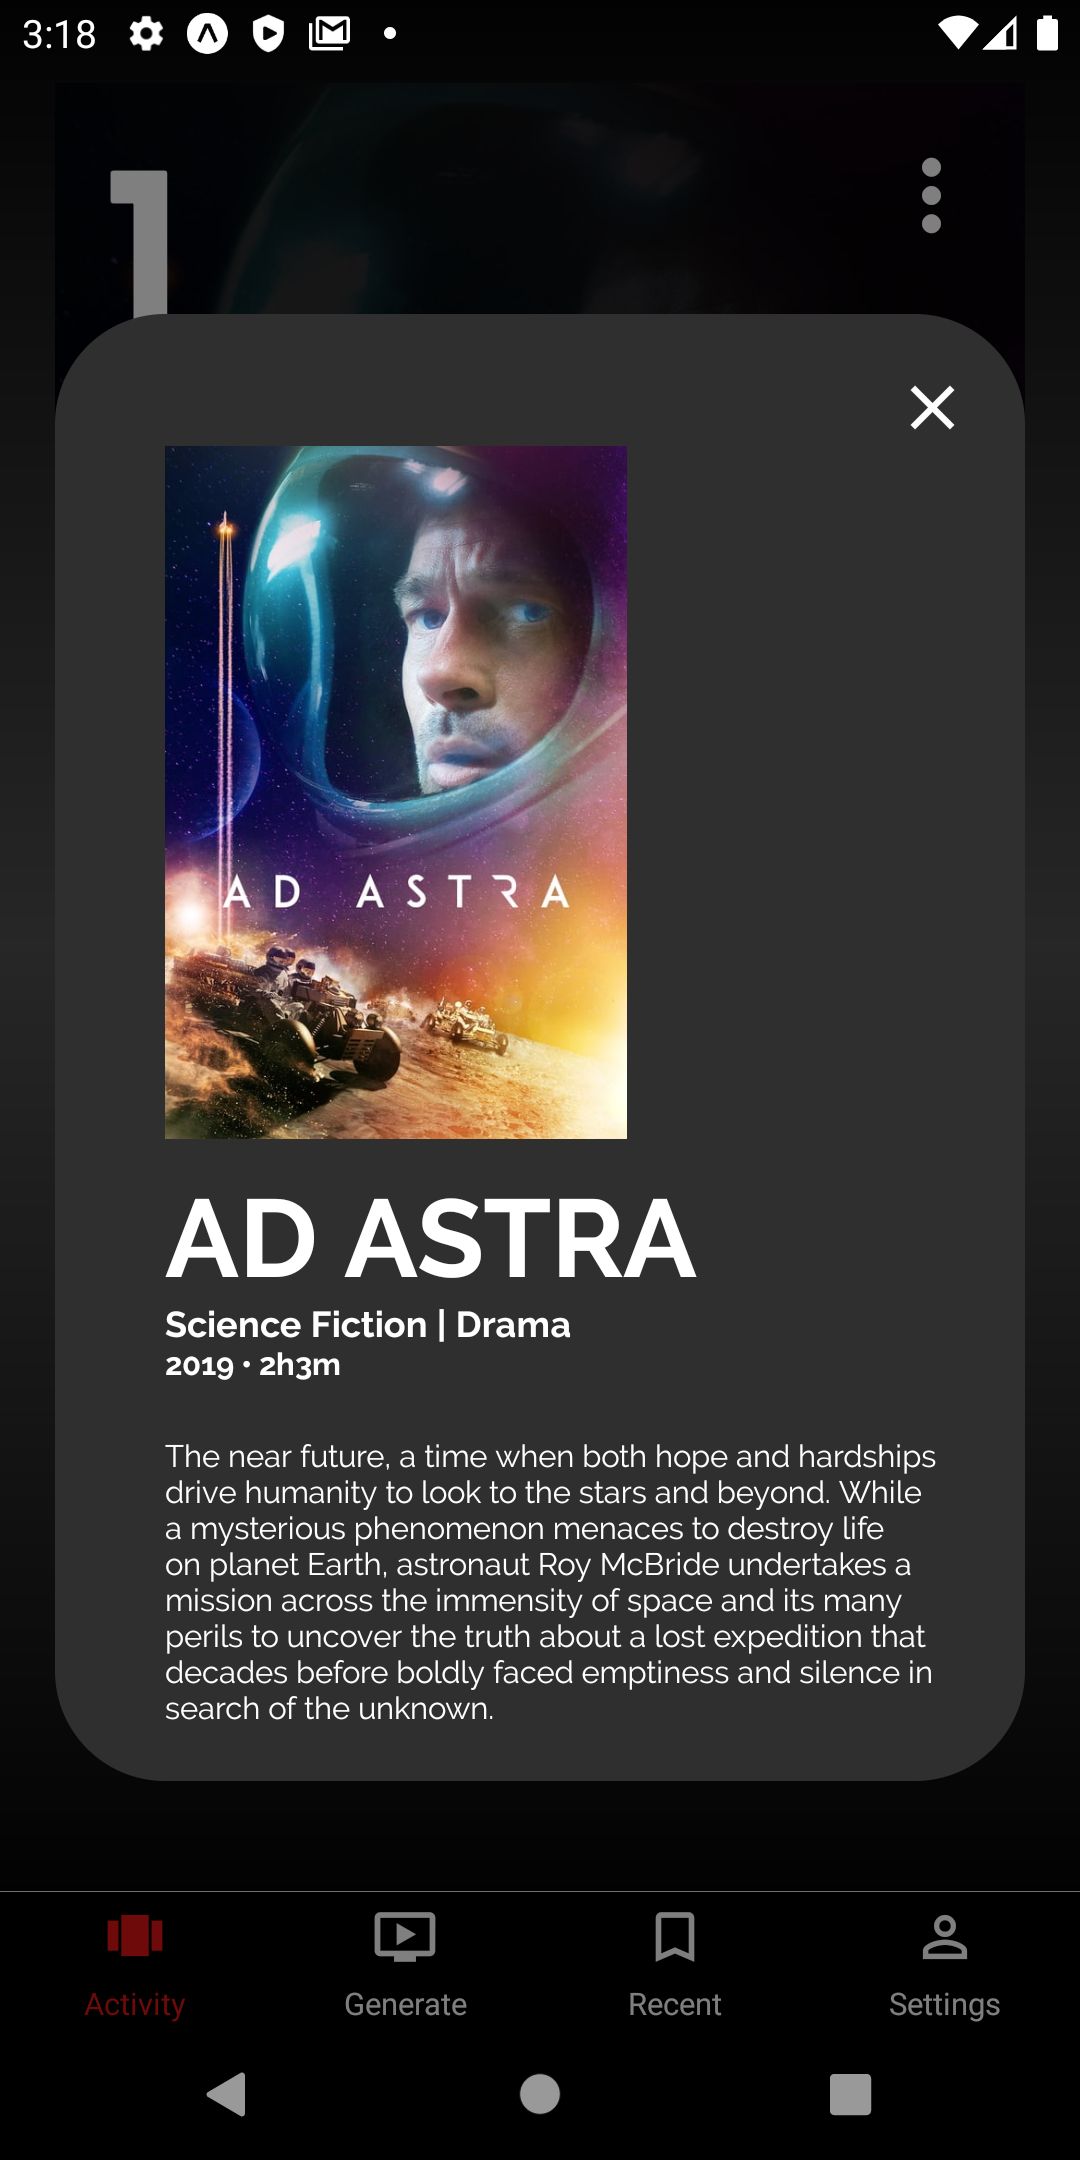 3:18
1
AD ASTRA
AD ASTRA
Science Fiction | Drama
2019 • 2h3m
The near future, a time when both hope and hardships
drive humanity to look to the stars and beyond. While
a mysterious phenomenon menaces to destroy life
on planet Earth, astronaut Roy McBride undertakes a
mission across the immensity of space and its many
perils to uncover the truth about a lost expedition that
decades before boldly faced emptiness and silence in
search of the unknown.
Activity
Generate
Recent
Settings